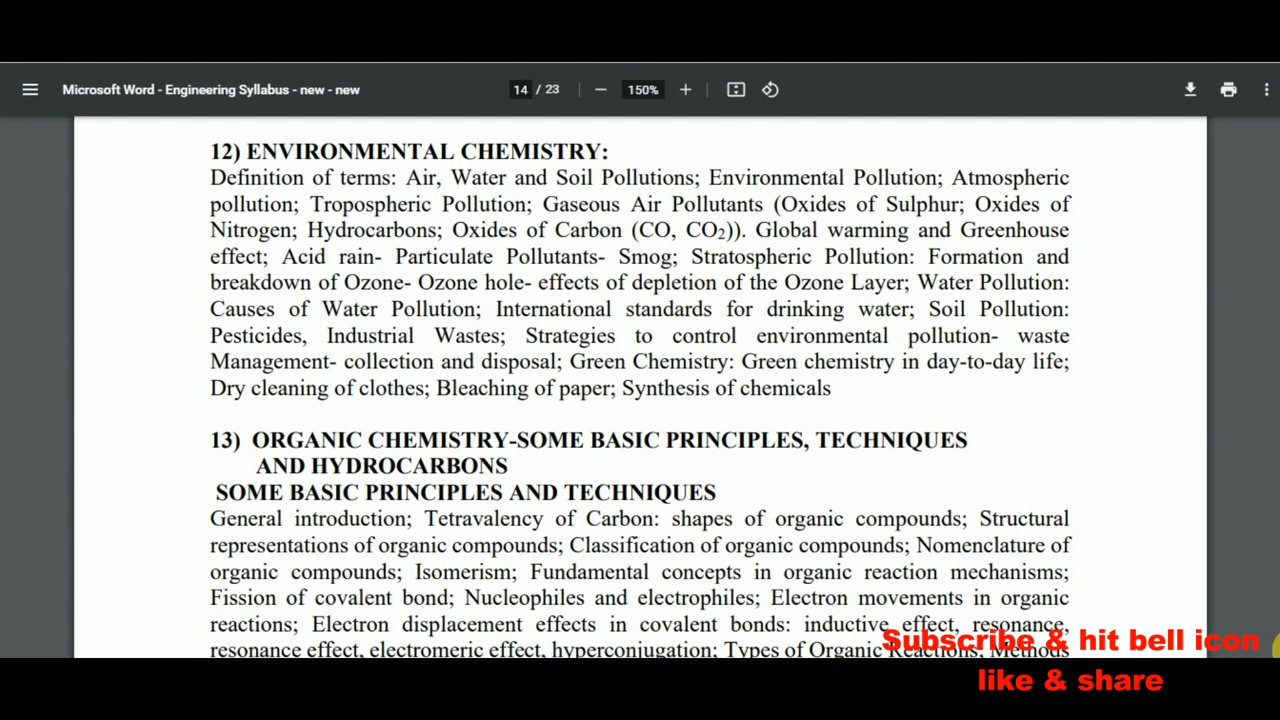 Microsoft Word - Engineering Syllabus - new - new
14 / 23
150%
12) ENVIRONMENTAL CHEMISTRY:
Definition of terms: Air, Water and Soil Pollutions; Environmental Pollution; Atmospheric
pollution; Tropospheric Pollution; Gaseous Air Pollutants (Oxides of Sulphur; Oxides of
Nitrogen; Hydrocarbons; Oxides of Carbon (CO, CO₂)). Global warming and Greenhouse
effect; Acid rain- Particulate Pollutants- Smog; Stratospheric Pollution: Formation and
breakdown of Ozone- Ozone hole- effects of depletion of the Ozone Layer; Water Pollution:
Causes of Water Pollution; International standards for drinking water; Soil Pollution:
Pesticides, Industrial Wastes; Strategies to control environmental pollution- waste
Management- collection and disposal; Green Chemistry: Green chemistry in day-to-day life;
Dry cleaning of clothes; Bleaching of paper; Synthesis of chemicals
13) ORGANIC CHEMISTRY-SOME BASIC PRINCIPLES, TECHNIQUES
AND HYDROCARBONS
SOME BASIC PRINCIPLES AND TECHNIQUES
General introduction; Tetravalency of Carbon: shapes of organic compounds; Structural
representations of organic compounds; Classification of organic compounds; Nomenclature of
organic compounds; Isomerism; Fundamental concepts in organic reaction mechanisms;
Fission of covalent bond; Nucleophiles and electrophiles; Electron movements in organic
reactions; Electron displacement effects in covalent bonds: inductive effect, resonance,
resonance effect, electromeric effect, hyperconjugation; Types of Organic Reactions; Methods
Subscribe & hit bell icon
like & share